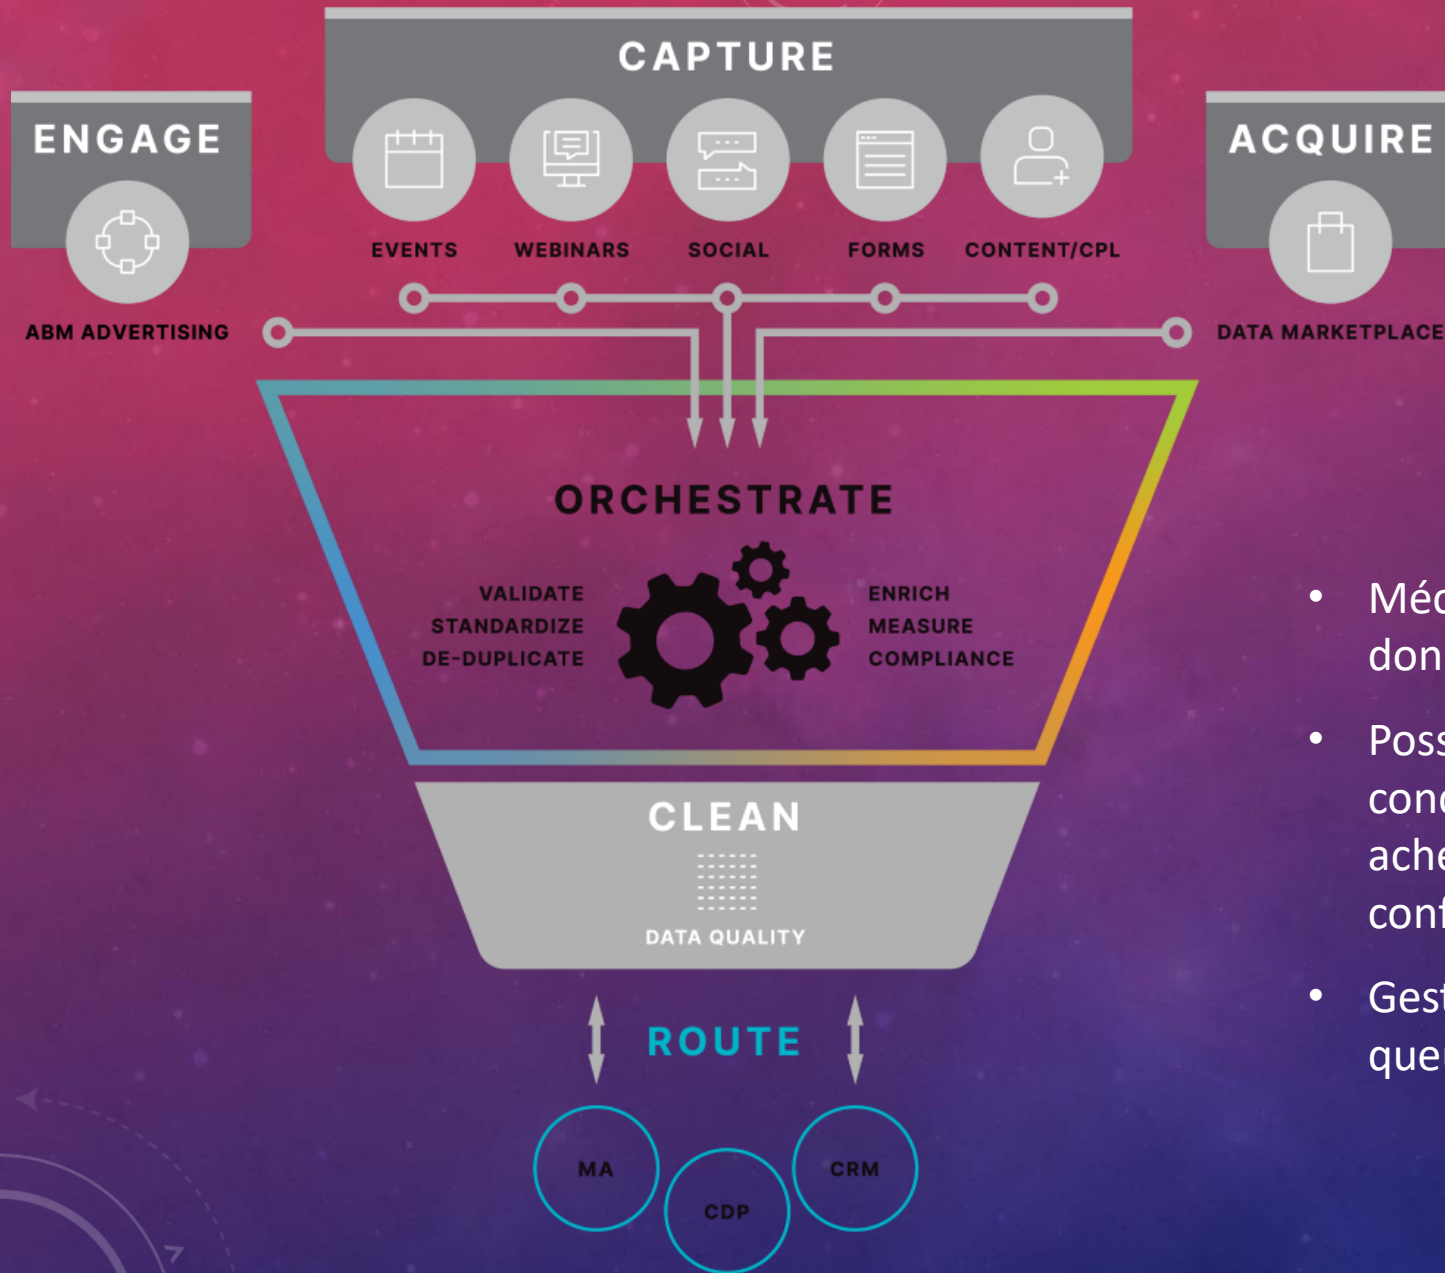 CAPTURE
ENGAGE
ACQUIRE
EVENTS
WEBINARS
SOCIAL
FORMS
CONTENT/CPL
ABM ADVERTISING
DATA MARKETPLACE
ORCHESTRATE
VALIDATE
STANDARDIZE
DE-DUPLICATE
ENRICH
MEASURE
COMPLIANCE
CLEAN
DATA QUALITY
ROUTE
MA
CDP
CRM